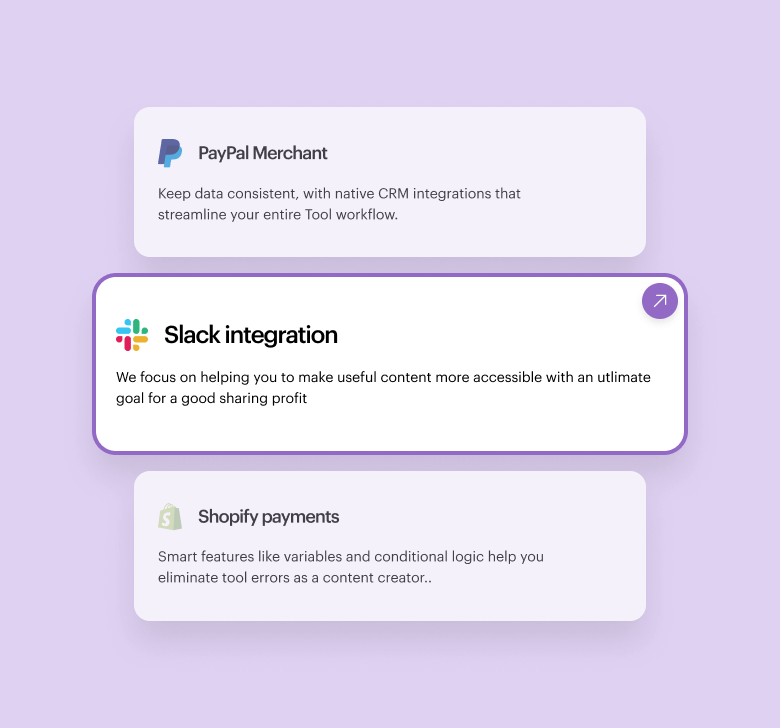 PayPal Merchant
Keep data consistent, with native CRM integrations that
streamline your entire Tool workflow.
Slack integration
We focus on helping you to make useful content more accessible with an utlimate
goal for a good sharing profit
Shopify payments
Smart features like variables and conditional logic help you
eliminate tool errors as a content creator..